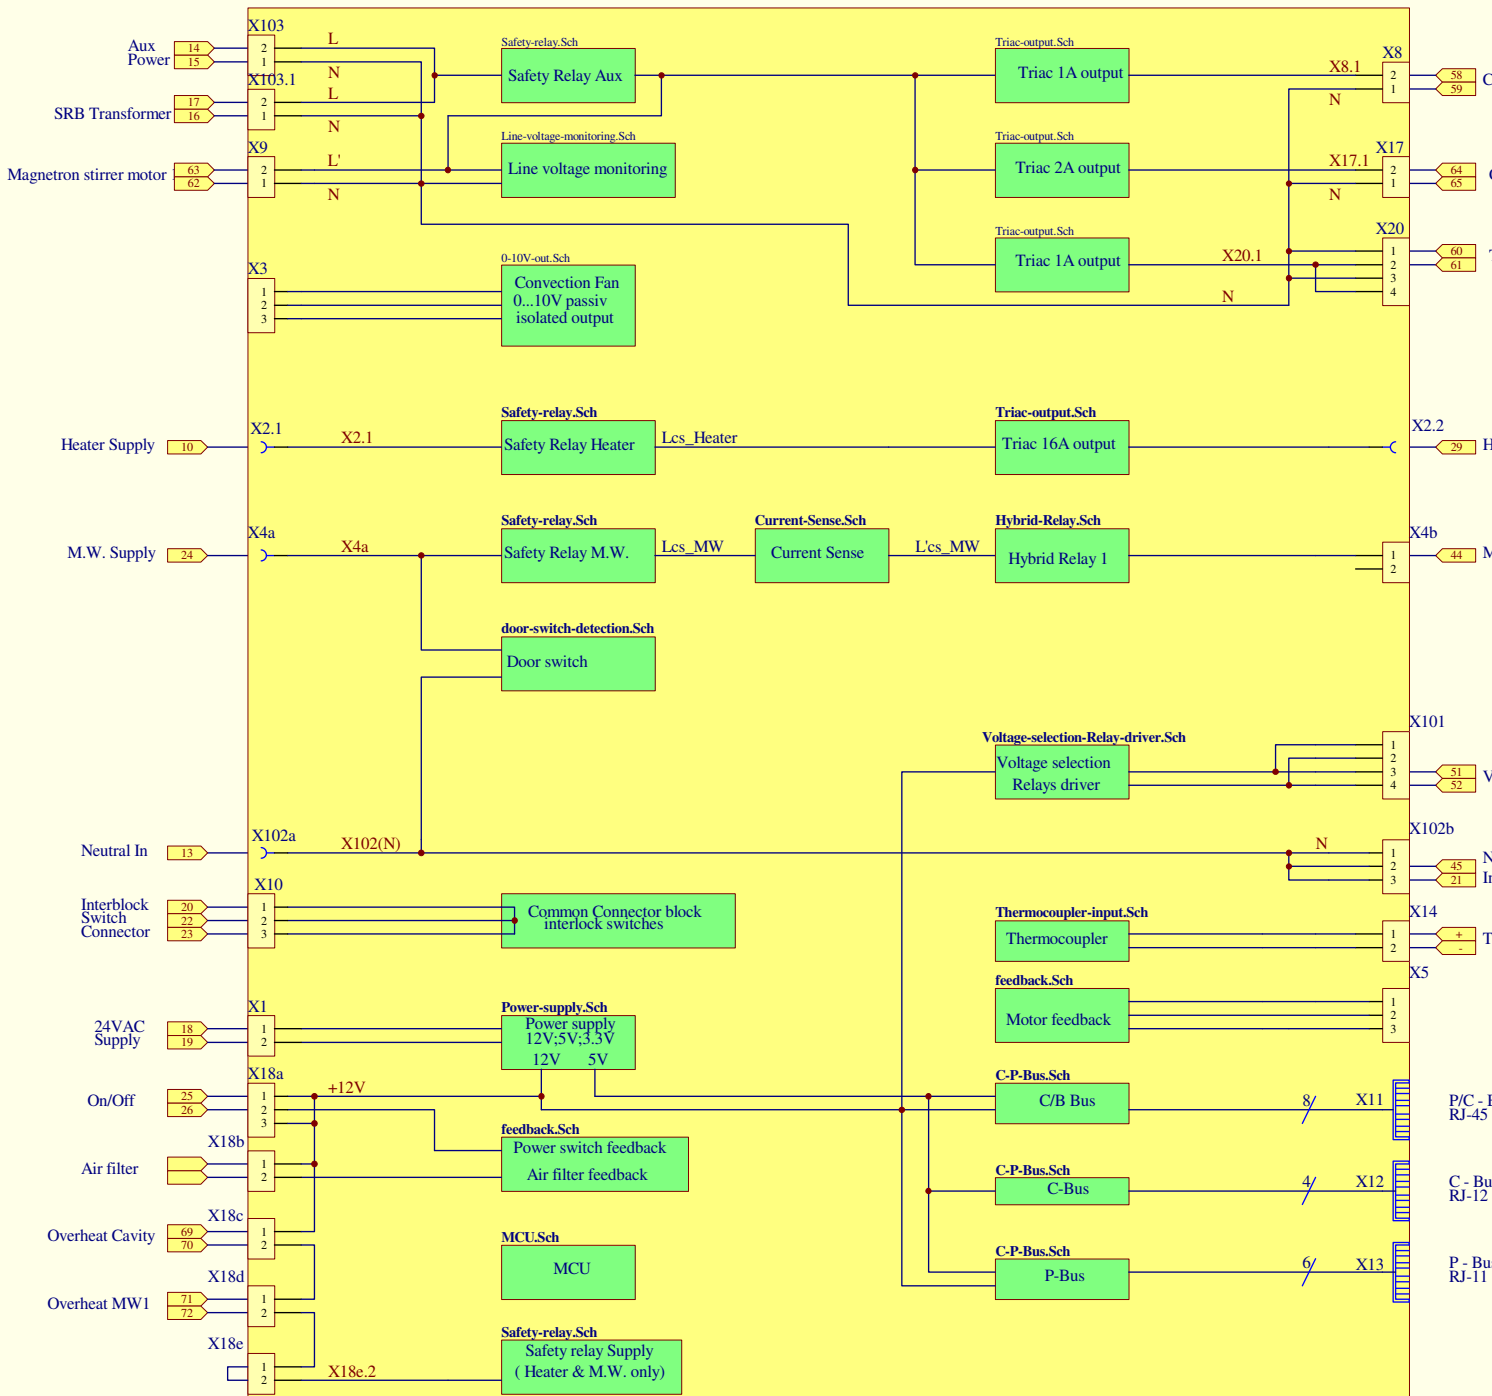 X103
Aux
Power
14
15
2
1
L
N
Safety-relay.Sch
Safety Relay Aux
Triac-output.Sch
Triac 1A output
X8.1
N
X8
2
1
58
59
C
X103.1
SRB Transformer
17
16
2
1
L
N
X9
Magnetron stirrer motor
63
62
2
1
L'
N
Line-voltage-monitoring.Sch
Line voltage monitoring
Triac-output.Sch
Triac 2A output
X17.1
N
X17
2
1
64
65
Triac-output.Sch
Triac 1A output
X20.1
N
X20
1
2
3
4
60
61
X3
1
2
3
0-10V-out.Sch
Convection Fan
0...10V passiv
isolated output
Heater Supply
10
X2.1
X2.1
Safety-relay.Sch
Safety Relay Heater
Lcs_Heater
Triac-output.Sch
Triac 16A output
X2.2
29
H
M.W. Supply
24
X4a
X4a
Safety-relay.Sch
Safety Relay M.W.
Lcs_MW
Current-Sense.Sch
Current Sense
L'cs_MW
Hybrid-Relay.Sch
Hybrid Relay 1
X4b
1
2
44
M
door-switch-detection.Sch
Door switch
Voltage-selection-Relay-driver.Sch
Voltage selection
Relays driver
X101
1
2
3
4
51
52
V
Neutral In
13
X102a
X102(N)
N
X102b
1
2
3
45
21
N
In
Interblock
Switch
Connector
20
22
23
X10
1
2
3
Common Connector block
interlock switches
Thermocoupler-input.Sch
Thermocoupler
X14
1
2
+
-
T
feedback.Sch
Motor feedback
X5
1
2
3
24VAC
Supply
18
19
X1
1
2
Power-supply.Sch
Power supply
12V;5V;3.3V
12V 5V
On/Off
25
26
X18a
1
2
3
+12V
C-P-Bus.Sch
C/B Bus
8
X11
P/C - B
RJ-45
feedback.Sch
Power switch feedback
Air filter feedback
Air filter
X18b
1
2
C-P-Bus.Sch
C-Bus
4
X12
C - Bus
RJ-12
Overheat Cavity
69
70
X18c
1
2
MCU.Sch
MCU
C-P-Bus.Sch
P-Bus
6
X13
P - Bus
RJ-11
Overheat MW1
71
72
X18d
1
2
X18e
1
2
X18e.2
Safety-relay.Sch
Safety relay Supply
( Heater & M.W. only)